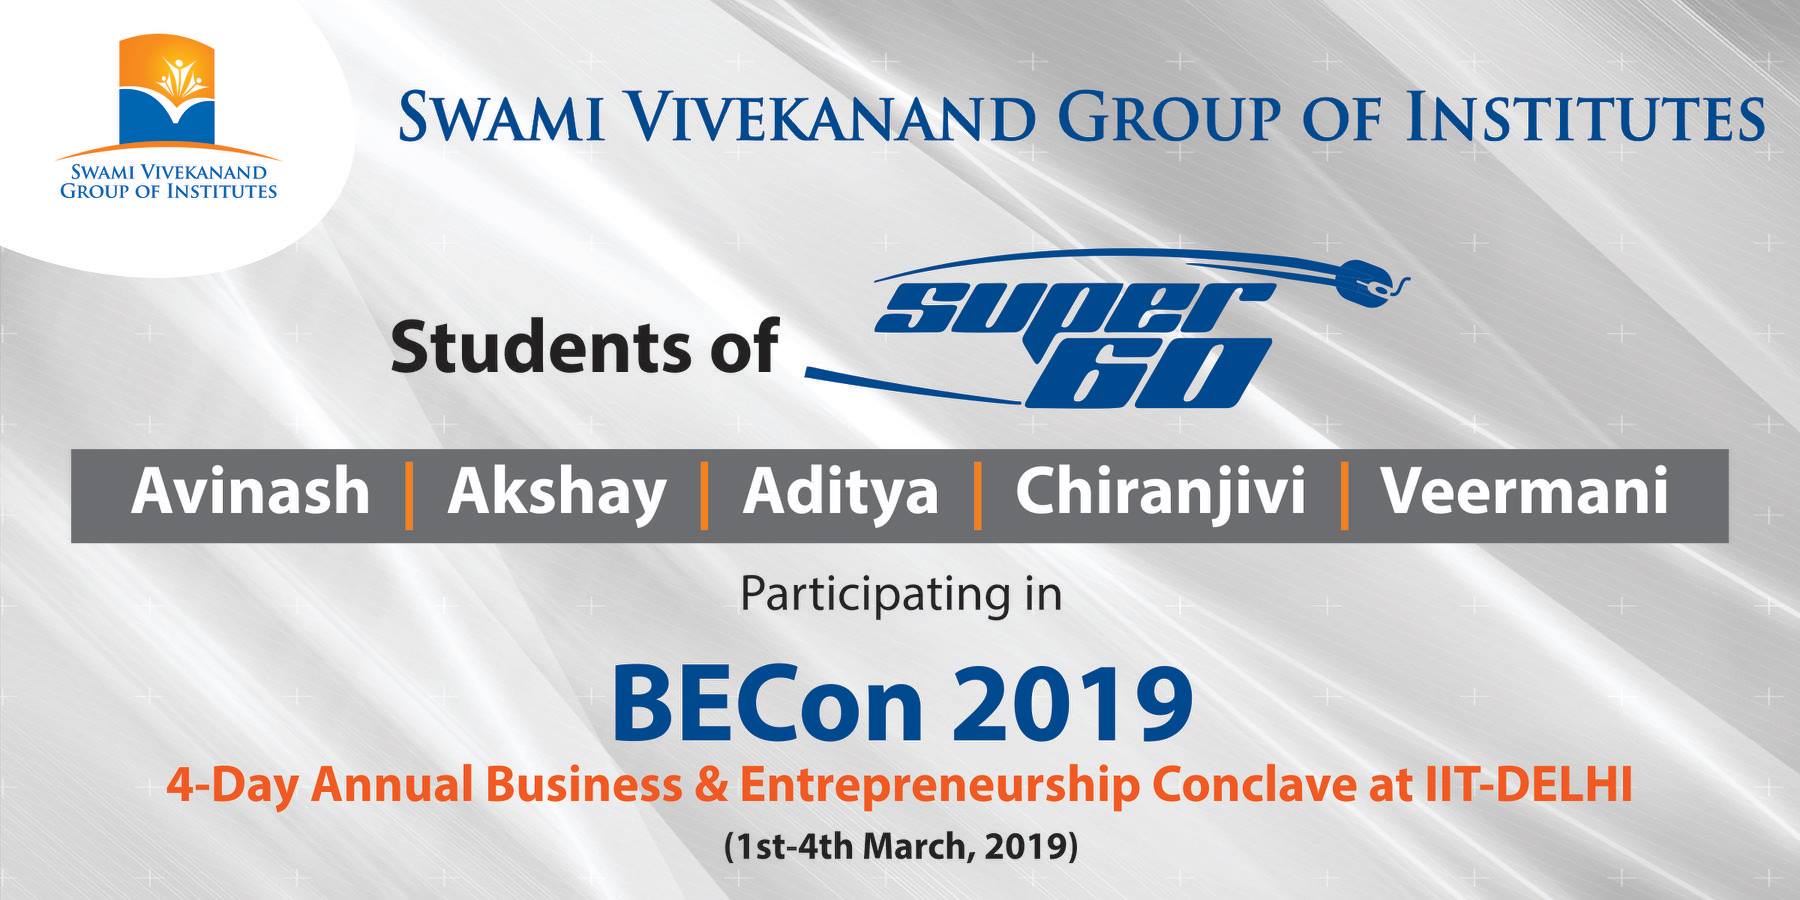 SWAMI VIVEKANAND
GROUP OF INSTITUTES
SWAMI VIVEKANAND GROUP OF INSTITUTES
Students of
super
60
Avinash | Akshay | Aditya | Chiranjivi | Veermani
Participating in
BECon 2019
4-Day Annual Business & Entrepreneurship Conclave at IIT-DELHI
(1st-4th March, 2019)